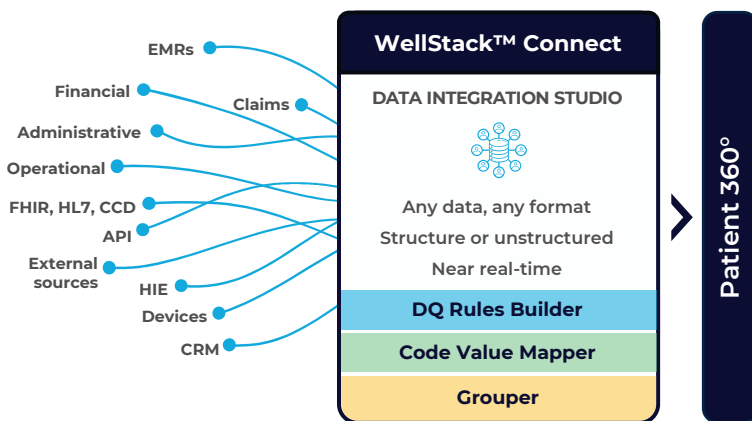 EMRs
Financial
Claims
Administrative
Operational
FHIR, HL7, CCD
API
External
sources
HIE
Devices
CRM
WellStack™ Connect
DATA INTEGRATION STUDIO
Any data, any format
Structure or unstructured
Near real-time
DQ Rules Builder
Code Value Mapper
Grouper
Patient 360°